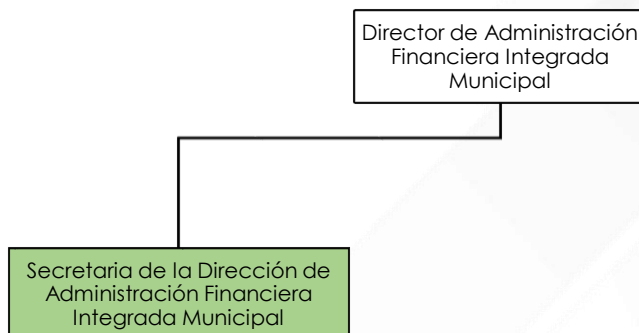 Director de Administración
Financiera Integrada
Municipal
Secretaria de la Dirección de
Administración Financiera
Integrada Municipal